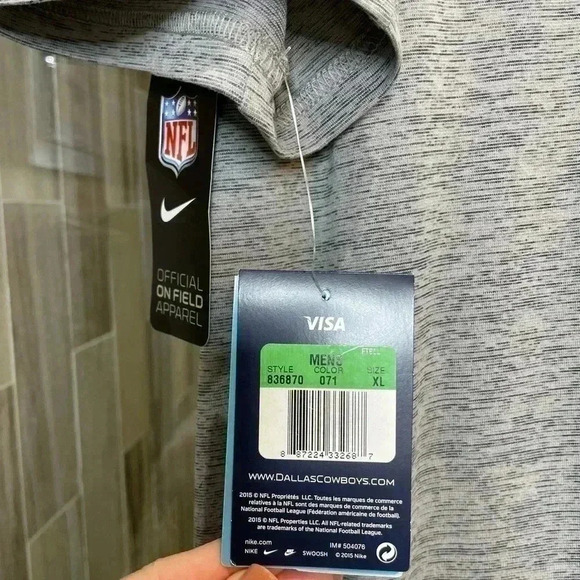 NFL
OFFICIAL
ON FIELD
APPAREL
VISA
STEEL
MENS
STYLE COLOR SIZE
836870 071 XL
8 87224 33268 7
WWW.DALLASCOWBOYS.COM
2015 © NFL Propriétés LLC. Toutes les marques de commerce
relatives à la NFL sont des marques de commerce de la
National Football League (Fédération américaine de football).
2015 © NFL Properties LLC. All NFL-related trademarks
are trademarks of the National Football League.
nike.com IM# 504076
NIKE SWOOSH © 2015 Nike